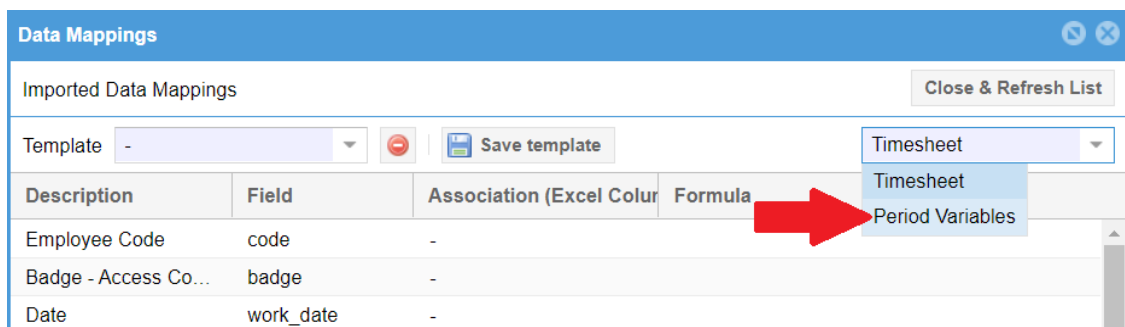 Data Mappings
Imported Data Mappings
Close & Refresh List
Template -
Save template
Timesheet
Timesheet
Period Variables
Description Field Association (Excel Colur Formula
Employee Code code -
Badge - Access Co... badge -
Date work_date -